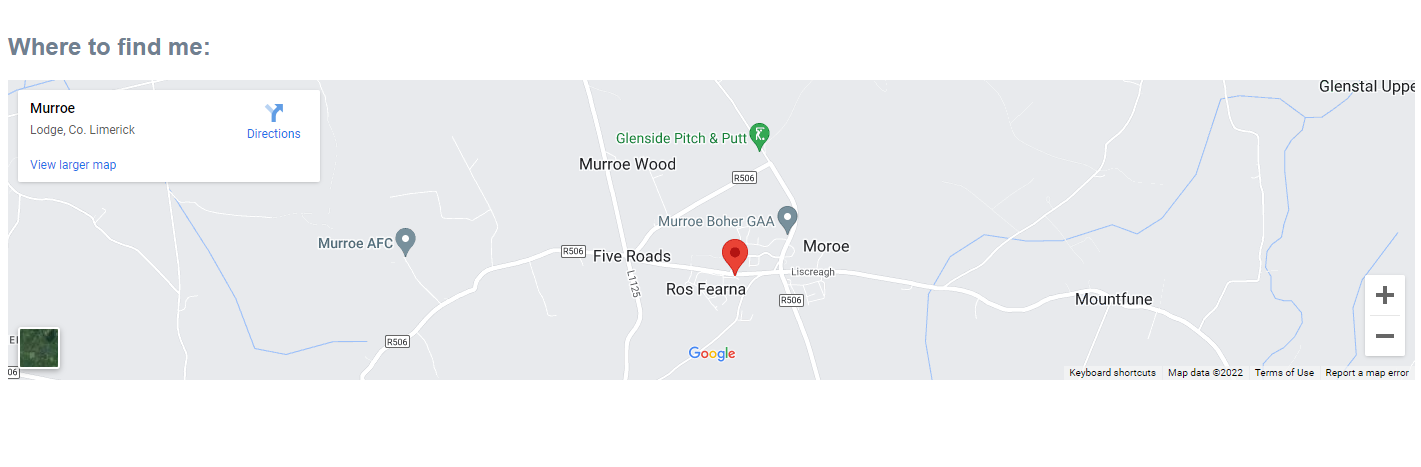 Where to find me:
Glenstal Uppe
Murroe
Lodge, Co. Limerick
Directions
View larger map
Glenside Pitch & Putt
Murroe Wood
R506
Murroe Boher GAA
Murroe AFC
Moroe
R506
Five Roads
Liscreagh
L1125
Ros Fearna
R506
Mountfune
R506
Google
06
Keyboard shortcuts
Map data ©2022
Terms of Use
Report a map error